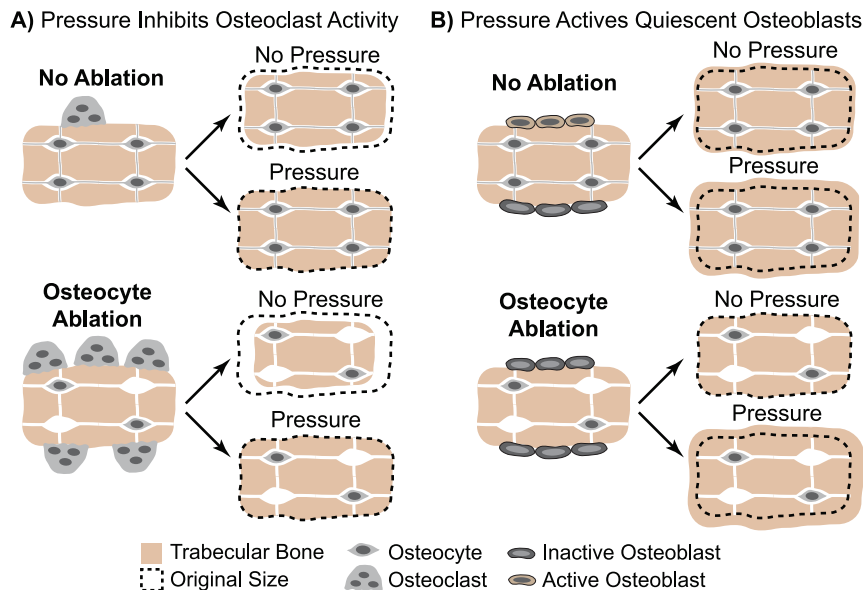 A) Pressure Inhibits Osteoclast Activity
No Ablation
No Pressure
Pressure
Osteocyte
Ablation
No Pressure
Pressure
B) Pressure Actives Quiescent Osteoblasts
No Ablation
No Pressure
Pressure
Osteocyte
Ablation
No Pressure
Pressure
Trabecular Bone
Osteocyte
Inactive Osteoblast
Original Size
Osteoclast
Active Osteoblast